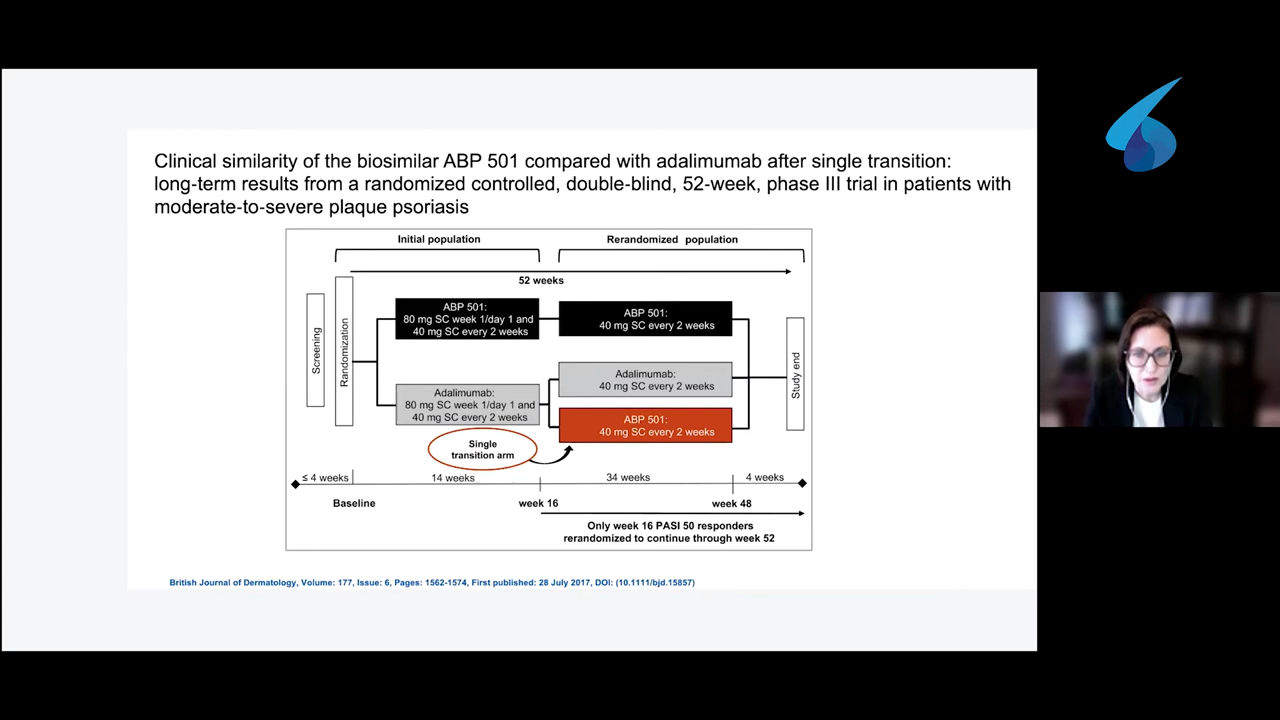 Clinical similarity of the biosimilar ABP 501 compared with adalimumab after single transition:
long-term results from a randomized controlled, double-blind, 52-week, phase III trial in patients with
moderate-to-severe plaque psoriasis
Initial population
Rerandomized population
52 weeks
Screening
Randomization
ABP 501:
80 mg SC week 1/day 1 and
40 mg SC every 2 weeks
ABP 501:
40 mg SC every 2 weeks
Adalimumab:
40 mg SC every 2 weeks
Adalimumab:
80 mg SC week 1/day 1 and
40 mg SC every 2 weeks
ABP 501:
40 mg SC every 2 weeks
Study end
Single
transition arm
≤ 4 weeks
14 weeks
34 weeks
4 weeks
Baseline
week 16
week 48
Only week 16 PASI 50 responders
rerandomized to continue through week 52
British Journal of Dermatology, Volume: 177, Issue: 6, Pages: 1562-1574, First published: 28 July 2017, DOI: (10.1111/bjd.15857)